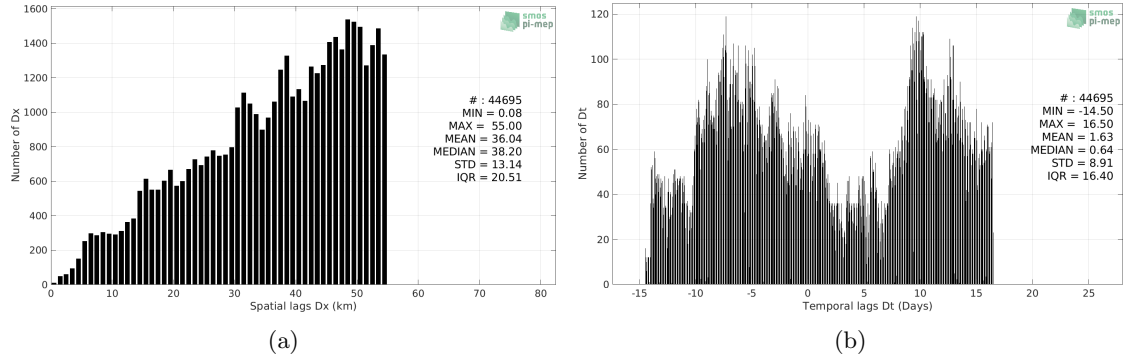 1600
1400
1200
1000
800
600
400
200
0
Number of Dx
smos
pi-mep
# : 44695
MIN = 0.08
MAX = 55.00
MEAN = 36.04
MEDIAN = 38.20
STD = 13.14
IQR = 20.51
0 10 20 30 40 50 60 70 80
Spatial lags Dx (km)
(a)
120
100
80
60
40
20
0
Number of Dt
smos
pi-mep
# : 44695
MIN = -14.50
MAX = 16.50
MEAN = 1.63
MEDIAN = 0.64
STD = 8.91
IQR = 16.40
-15 -10 -5 0 5 10 15 20 25
Temporal lags Dt (Days)
(b)